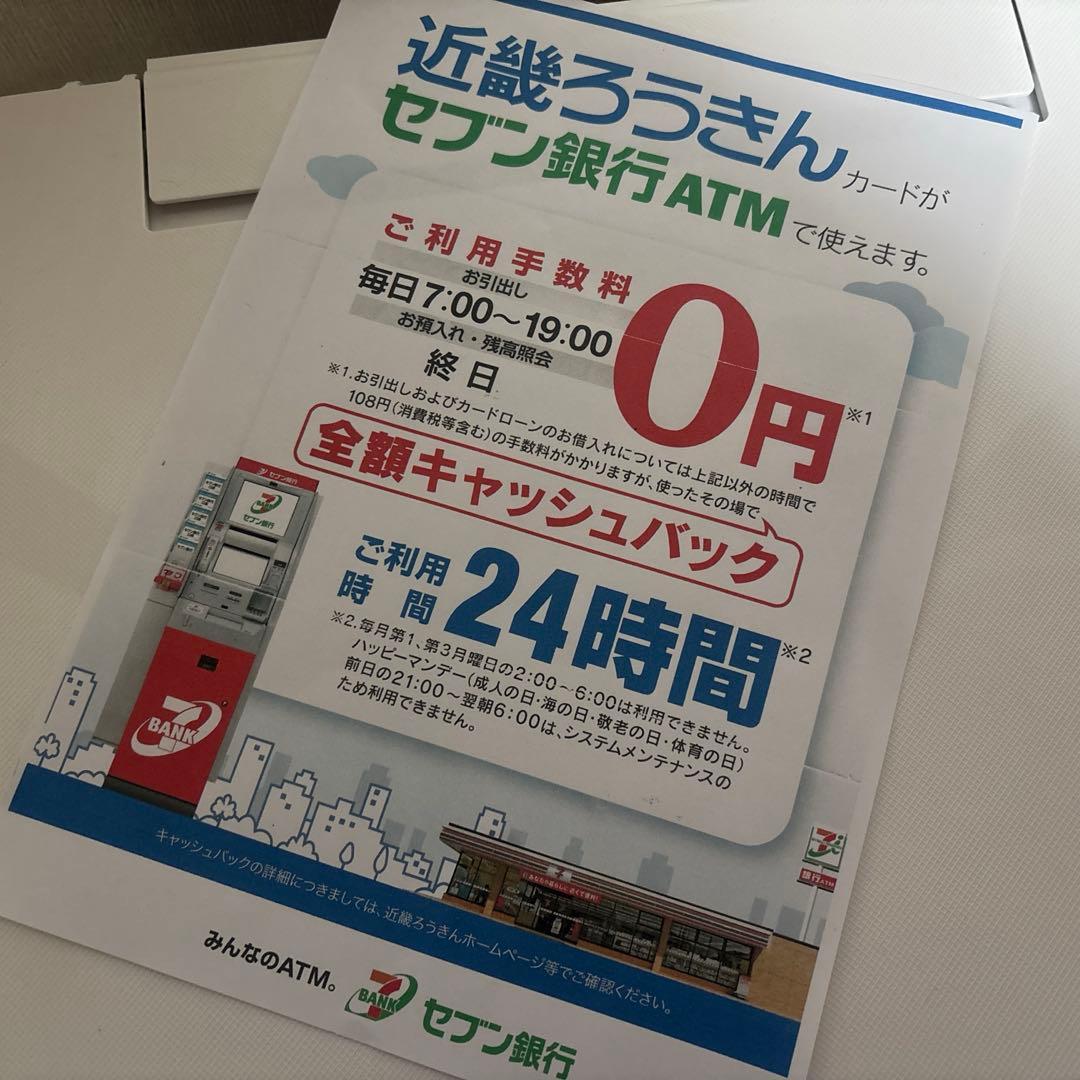 近畿ろうきんカードが
セブン銀行ATMで使えます。
ご利用手数料
お引出し
毎日7:00～19:00
お預入れ・残高照会
終日
0円※1
※1.お引出しおよびカードローンのお借入れについては上記以外の時間で
108円(消費税等含む)の手数料がかかりますが、使ったその場で
全額キャッシュバック
ご利用
時間
24時間※2
※2.毎月第1、第3月曜日の2:00～6:00は利用できません。
ハッピーマンデー(成人の日・海の日・敬老の日・体育の日)
前日の21:00～翌朝6:00は、システムメンテナンスの
ため利用できません。
セブン銀行
7 BANK
セブン銀行
7 BANK
銀行ATM
キャッシュバックの詳細につきましては、近畿ろうきんホームページ等でご確認ください。
みんなのATM。
7 BANK
セブン銀行